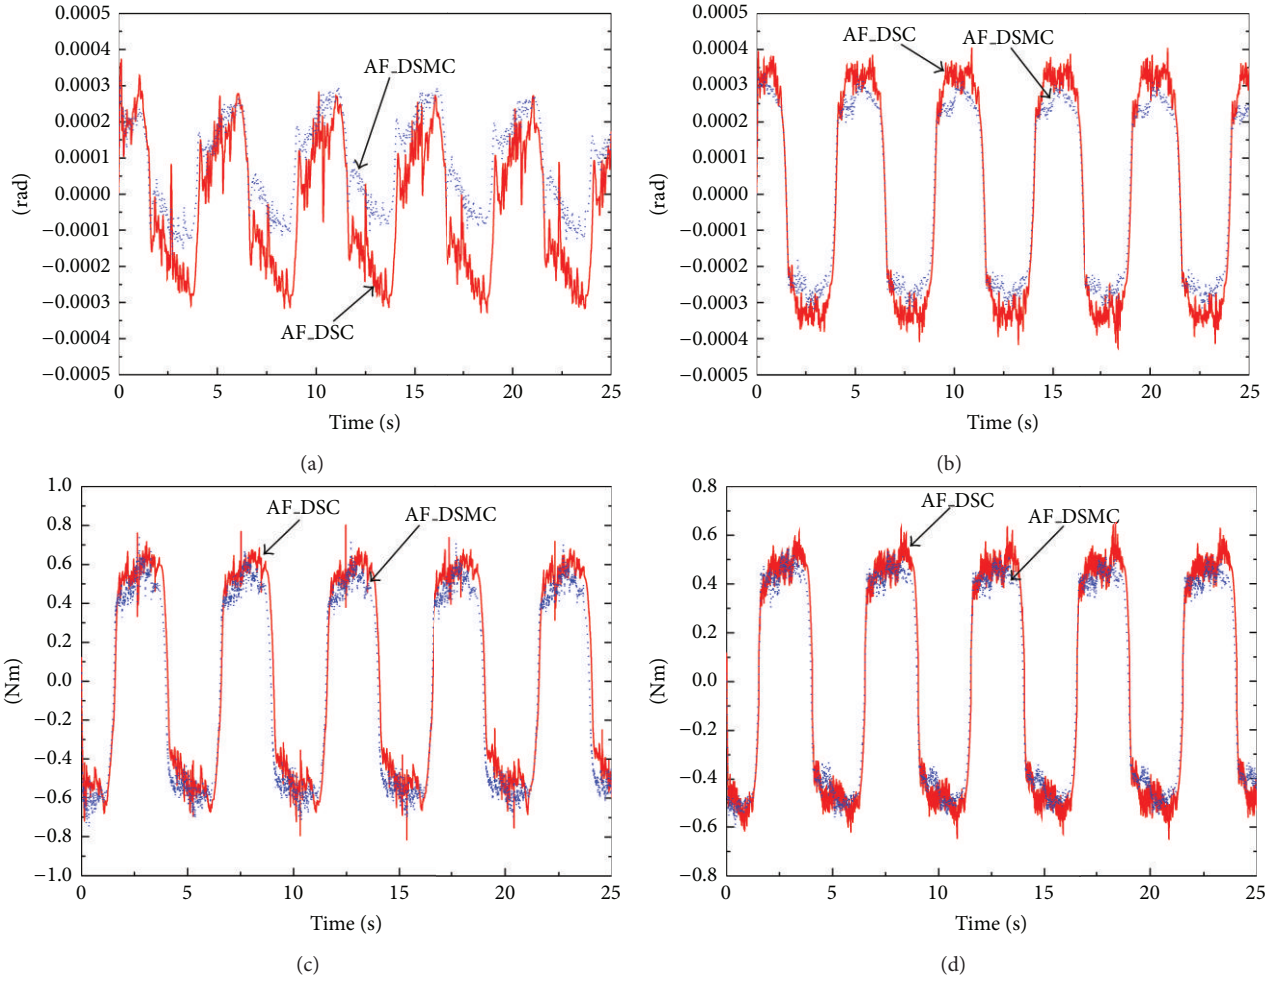 0.0005
0.0004
0.0003
0.0002
0.0001
0.0000
−0.0001
−0.0002
−0.0003
−0.0004
−0.0005
(rad)
AF_DSMC
AF_DSC
0 5 10 15 20 25
Time (s)
(a)
0.0005
0.0004
0.0003
0.0002
0.0001
0.0000
−0.0001
−0.0002
−0.0003
−0.0004
−0.0005
(rad)
AF_DSC
AF_DSMC
0 5 10 15 20 25
Time (s)
(b)
1.0
0.8
0.6
0.4
0.2
0.0
−0.2
−0.4
−0.6
−0.8
−1.0
(Nm)
AF_DSC
AF_DSMC
0 5 10 15 20 25
Time (s)
(c)
0.8
0.6
0.4
0.2
0.0
−0.2
−0.4
−0.6
−0.8
(Nm)
AF_DSC
AF_DSMC
0 5 10 15 20 25
Time (s)
(d)